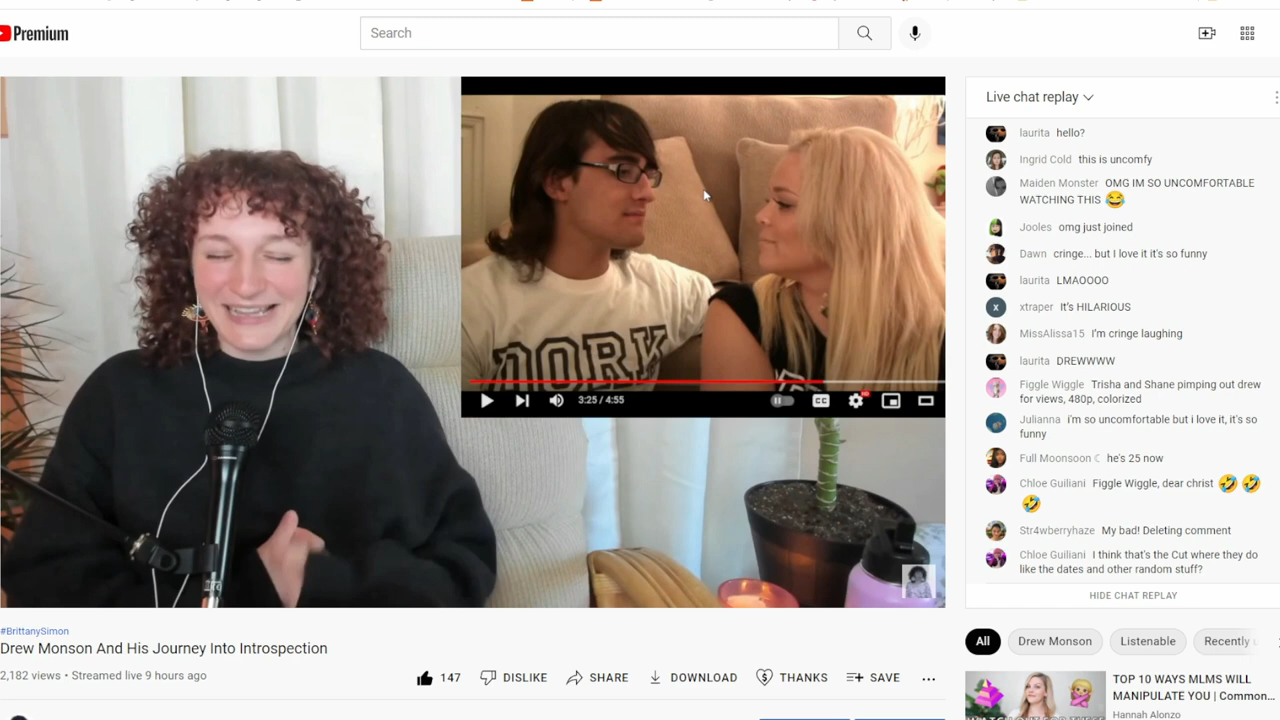 Premium
Search
Live chat replay
laurita hello?
Ingrid Cold this is uncomfy
Maiden Monster OMG IM SO UNCOMFORTABLE
WATCHING THIS 😂
Jooles omg just joined
Dawn cringe... but I love it it's so funny
laurita LMAOOOO
X xtraper It's HILARIOUS
MissAlissa15 I'm cringe laughing
laurita DREWWWW
Figgle Wiggle Trisha and Shane pimping out drew
for views, 480p, colorized
Julianna i'm so uncomfortable but i love it, it's so
funny
Full Moonsoon ☾ he's 25 now
Chloe Guiliani Figgle Wiggle, dear christ 🤣 🤣
🤣
Str4wberryhaze My bad! Deleting comment
Chloe Guiliani I think that's the Cut where they do
like the dates and other random stuff?
HIDE CHAT REPLAY
DORK
3:25 / 4:55
CC
HD
#BrittanySimon
Drew Monson And His Journey Into Introspection
2,182 views • Streamed live 9 hours ago
147 DISLIKE SHARE DOWNLOAD THANKS SAVE
All Drew Monson Listenable Recently
TOP 10 WAYS MLMS WILL
MANIPULATE YOU | Common...
Hannah Alonzo